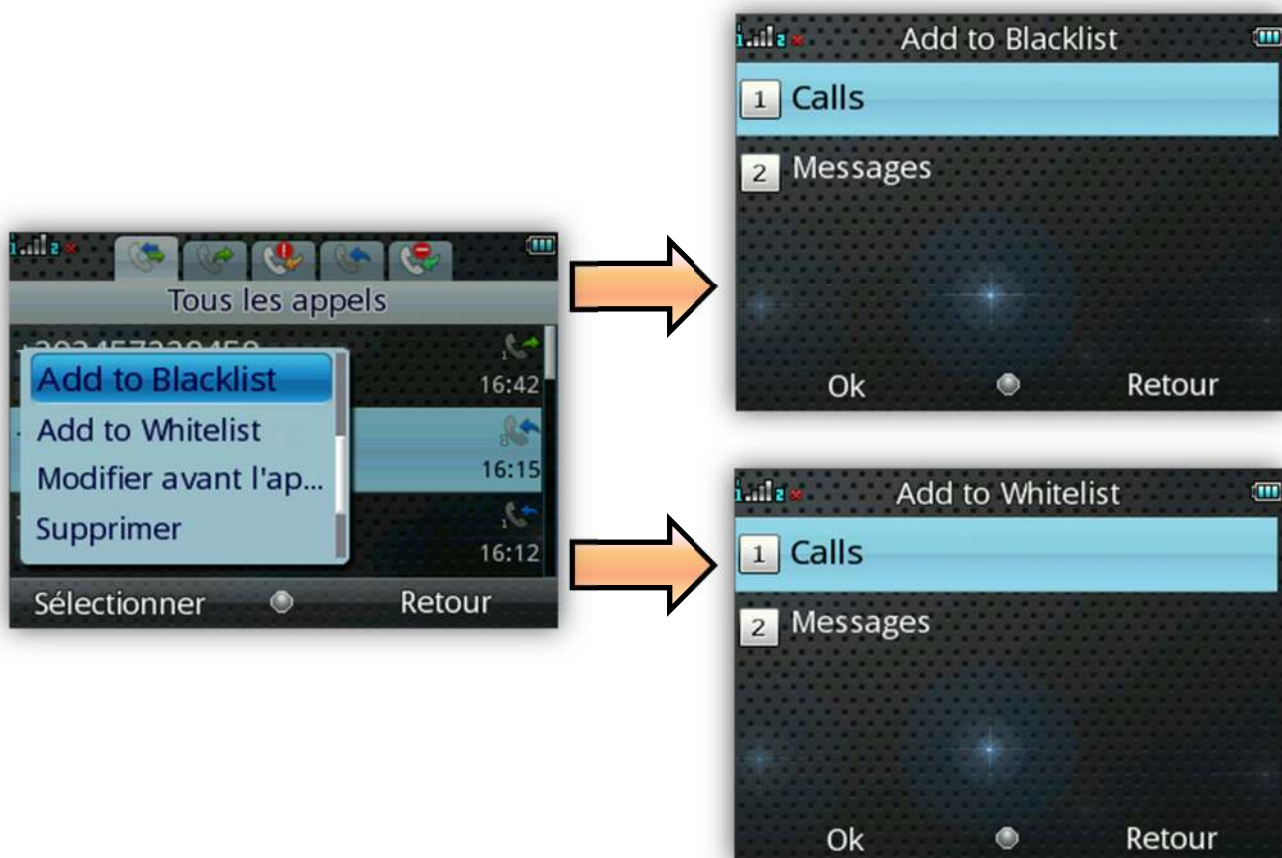 Tous les appels
16:42
Add to Blacklist
Add to Whitelist
16:15
Modifier avant l'ap...
Supprimer
16:12
Sélectionner Retour
Add to Blacklist
1 Calls
2 Messages
Ok Retour
Add to Whitelist
1 Calls
2 Messages
Ok Retour